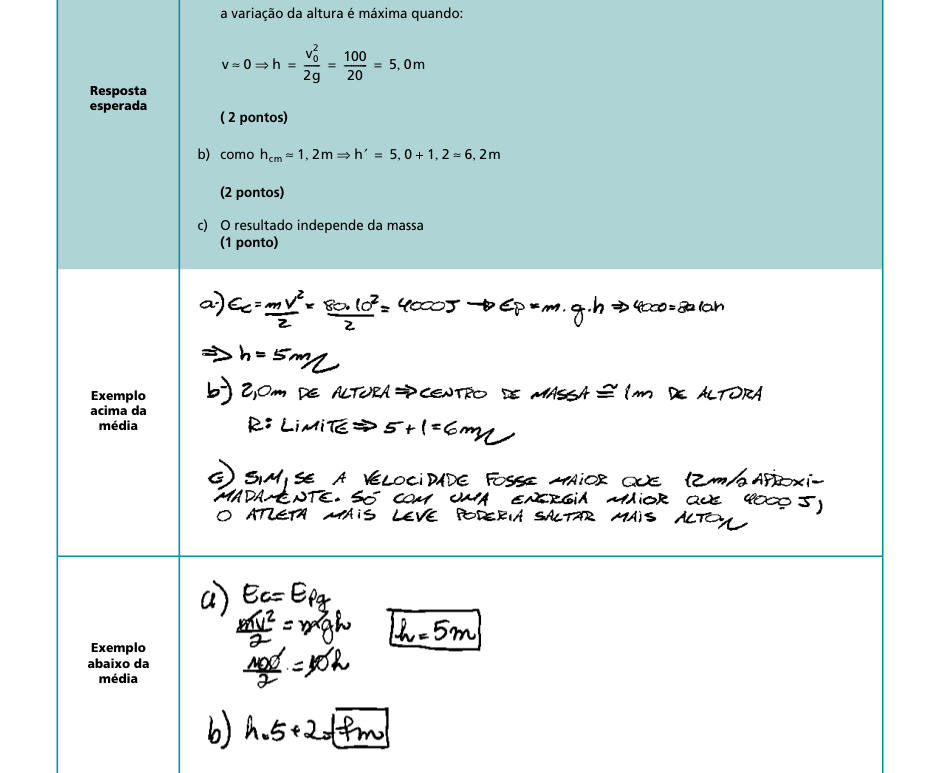 a variação da altura é máxima quando:
v ≈ 0 ⇒ h = v₀²/2g = 100/20 = 5,0 m
Resposta
esperada
( 2 pontos)
b) como h_cm ≈ 1,2 m ⇒ h´ = 5,0 + 1,2 ≈ 6,2 m
(2 pontos)
c) O resultado independe da massa
(1 ponto)
a-) Ec = mv²/2 = 80.10²/2 = 4000J → Ep = m.g.h ⇒ 4000 = 80 10h
⇒ h = 5m
b-) 2,0m DE ALTURA ⇒ CENTRO DE MASSA ≅ 1m DE ALTURA
R: LIMITE ⇒ 5+1=6m
Exemplo
acima da
média
C) SIM, SE A VELOCIDADE FOSSE MAIOR QUE 12m/s APROXI-
MADAMENTE. SÓ COM UMA ENERGIA MAIOR QUE 4000 J,
O ATLETA MAIS LEVE PODERIA SALTAR MAIS ALTO
a) Ec = Epg
mv²/2 = mgh h = 5m
100/2 = 10h
Exemplo
abaixo da
média
b) h = 5 + 2 = 7m